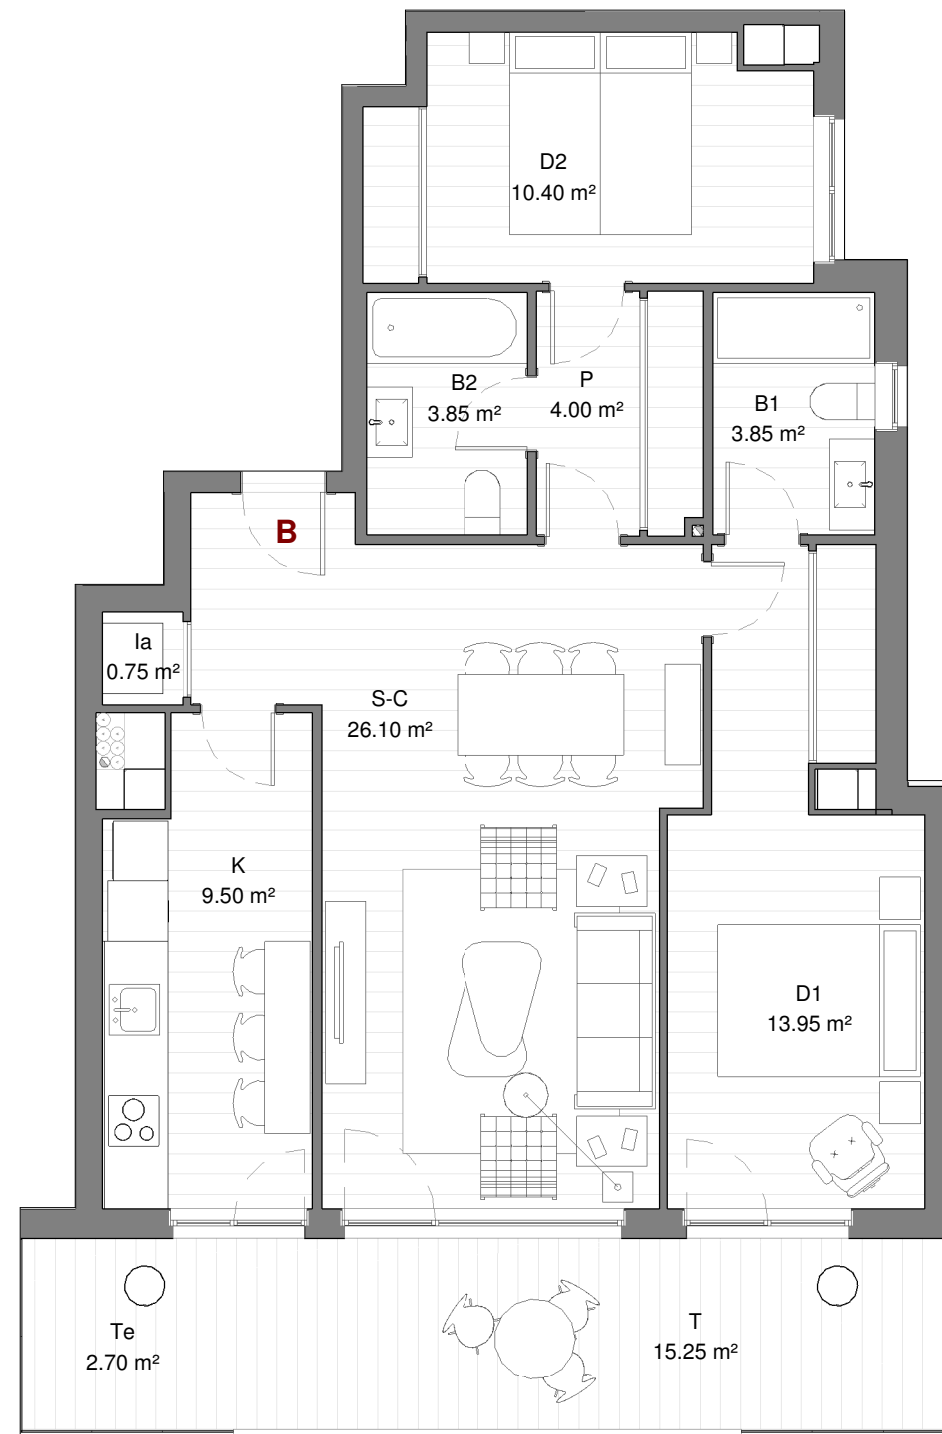 D2
10.40 m²
B2
3.85 m²
P
4.00 m²
B1
3.85 m²
B
Ia
0.75 m²
S-C
26.10 m²
K
9.50 m²
D1
13.95 m²
Te
2.70 m²
T
15.25 m²